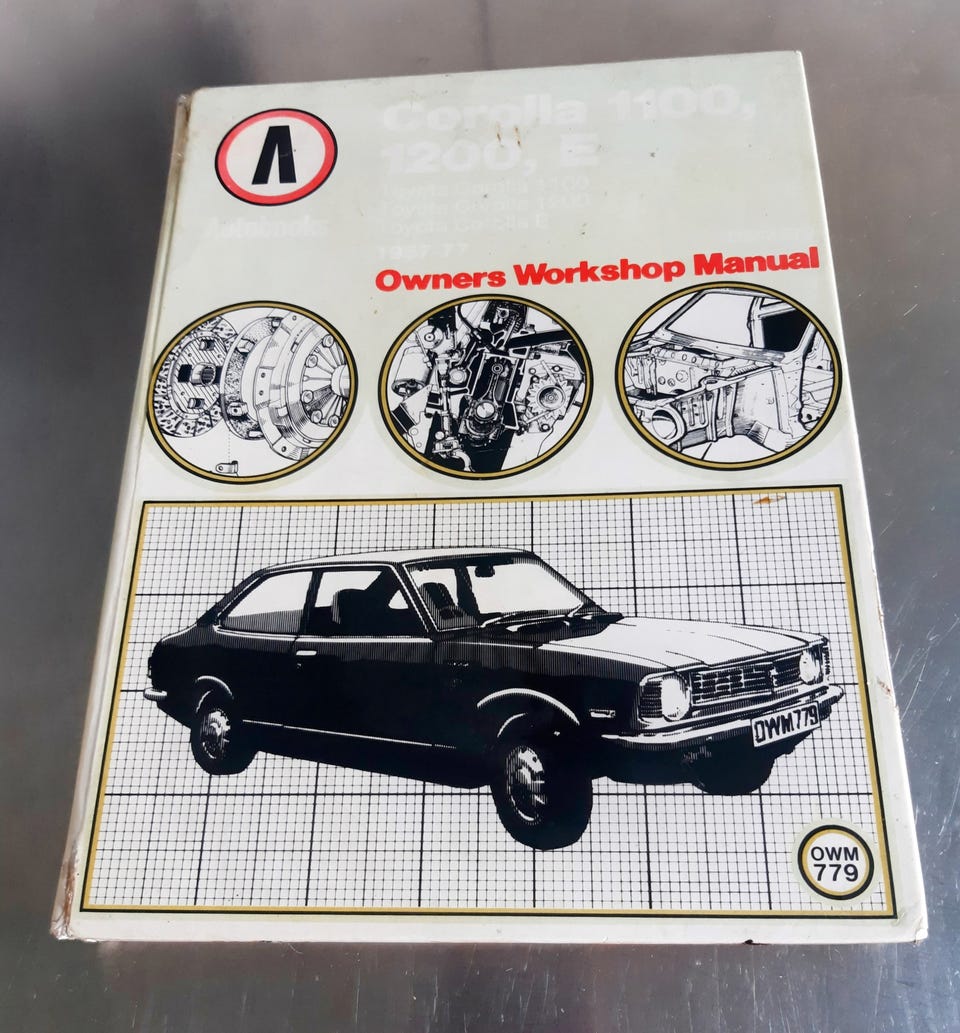 Corolla 1100,
1200, E
Toyota Corolla 1100
Toyota Corolla 1200
Toyota Corolla E
1967-77
Autobooks
Owners Workshop Manual
OWM 779
OWM
779